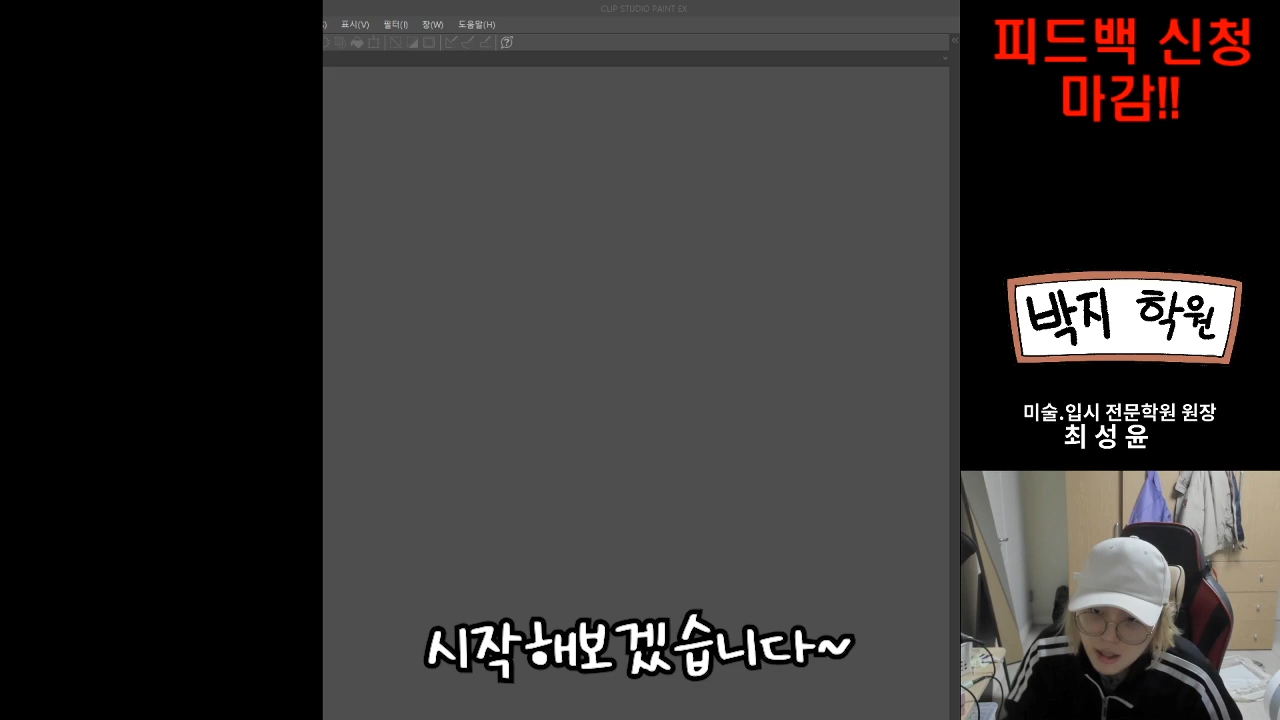 CLIP STUDIO PAINT EX
표시(V) 필터(I) 창(W) 도움말(H)
피드백 신청
마감!!
박지 학원
미술.입시 전문학원 원장
최성윤
시작해보겠습니다~